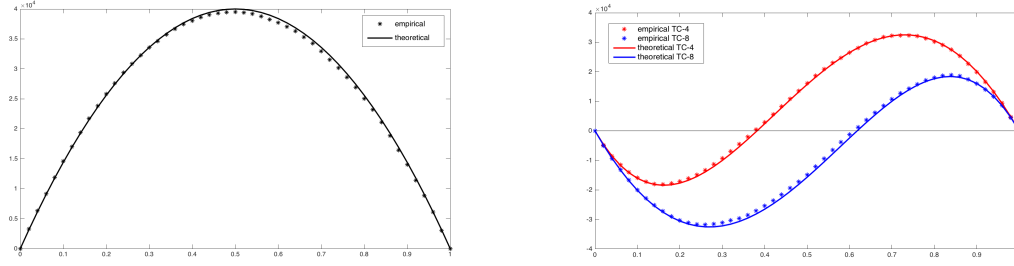 ×10⁴
4
3.5
3
2.5
2
1.5
1
0.5
0
0 0.1 0.2 0.3 0.4 0.5 0.6 0.7 0.8 0.9 1
empirical
theoretical
×10⁴
4
3
2
1
0
-1
-2
-3
-4
0 0.1 0.2 0.3 0.4 0.5 0.6 0.7 0.8 0.9
empirical TC-4
empirical TC-8
theoretical TC-4
theoretical TC-8